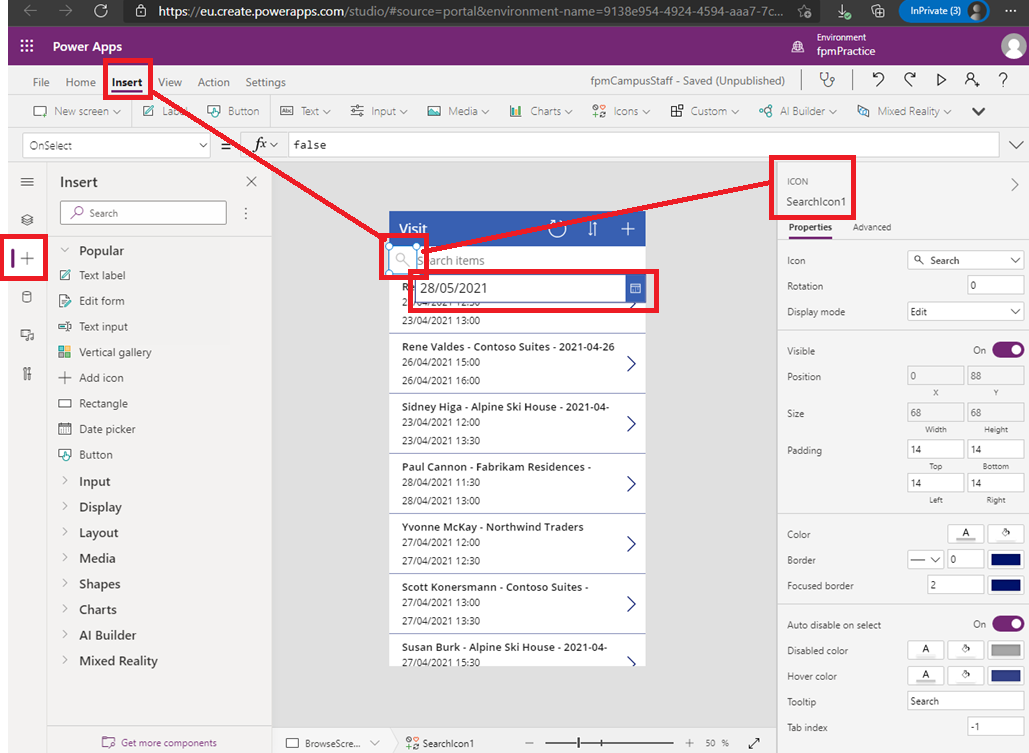 https://eu.create.powerapps.com/studio/#source=portal&environment-name=9138e954-4924-4594-aaa7-7c...
InPrivate (3)
Power Apps
Environment
fpmPractice
File Home Insert View Action Settings
fpmCampusStaff - Saved (Unpublished)
New screen Label Button Text Input Media Charts Icons Custom AI Builder Mixed Reality
OnSelect = fx false
Insert
Search
Popular
Text label
Edit form
Text input
Vertical gallery
Add icon
Rectangle
Date picker
Button
Input
Display
Layout
Media
Shapes
Charts
AI Builder
Mixed Reality
Get more components
Visit
Search items
28/05/2021
23/04/2021 13:00
Rene Valdes - Contoso Suites - 2021-04-26
26/04/2021 15:00
26/04/2021 16:00
Sidney Higa - Alpine Ski House - 2021-04-
23/04/2021 12:00
23/04/2021 13:30
Paul Cannon - Fabrikam Residences -
28/04/2021 11:30
28/04/2021 13:00
Yvonne McKay - Northwind Traders
27/04/2021 12:00
27/04/2021 12:30
Scott Konersmann - Contoso Suites -
27/04/2021 13:00
27/04/2021 13:30
Susan Burk - Alpine Ski House - 2021-04-
27/04/2021 15:30
BrowseScre... SearchIcon1
50 %
ICON
SearchIcon1
Properties Advanced
Icon Search
Rotation 0
Display mode Edit
Visible On
Position 0 88
X Y
Size 68 68
Width Height
Padding 14 14
Top Bottom
14 14
Left Right
Color A
Border 0
Focused border 2
Auto disable on select On
Disabled color A
Hover color A
Tooltip Search
Tab index -1